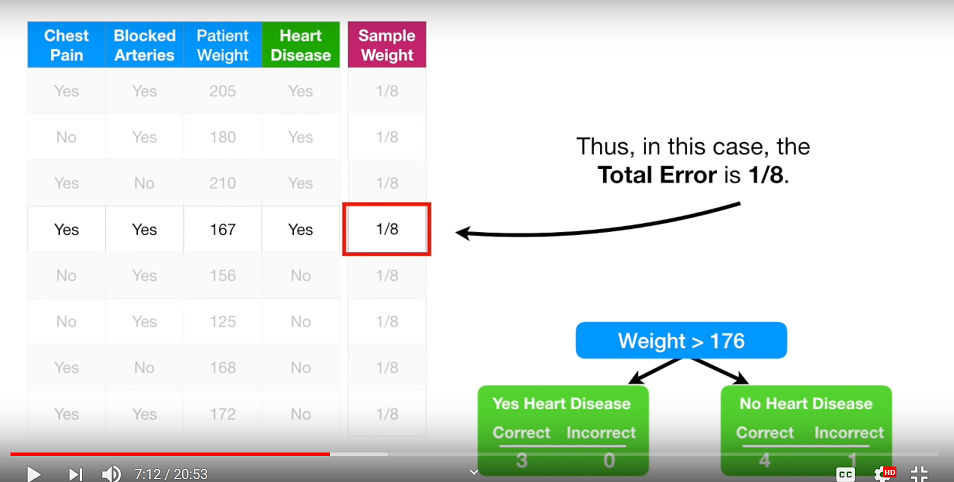 Chest Pain Blocked Arteries Patient Weight Heart Disease Sample Weight
Yes Yes 205 Yes 1/8
No Yes 180 Yes 1/8
Yes No 210 Yes 1/8
Yes Yes 167 Yes 1/8
No Yes 156 No 1/8
No Yes 125 No 1/8
Yes No 168 No 1/8
Yes Yes 172 No 1/8
Thus, in this case, the
Total Error is 1/8.
Weight > 176
Yes Heart Disease
Correct Incorrect
3 0
No Heart Disease
Correct Incorrect
4 1
7:12 / 20:53
CC
HD